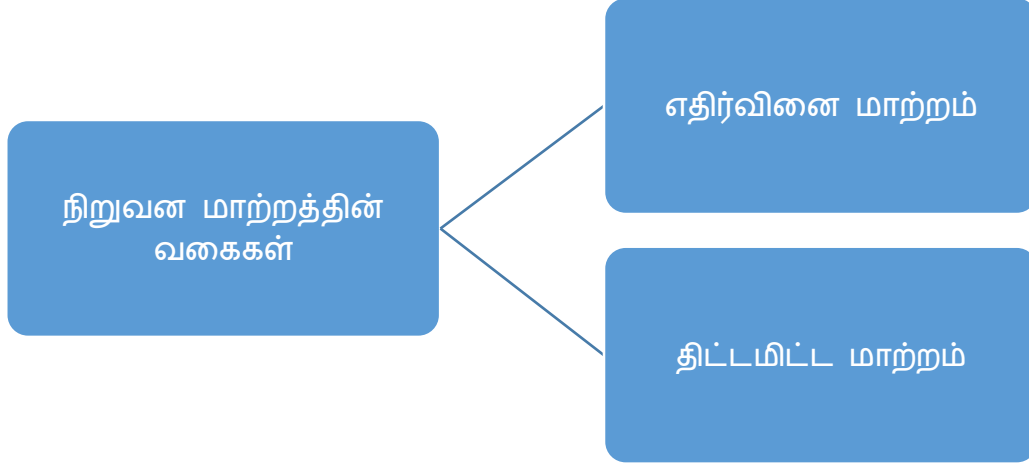 எதிர்வினை மாற்றம்
நிறுவன மாற்றத்தின்
வகைகள்
திட்டமிட்ட மாற்றம்